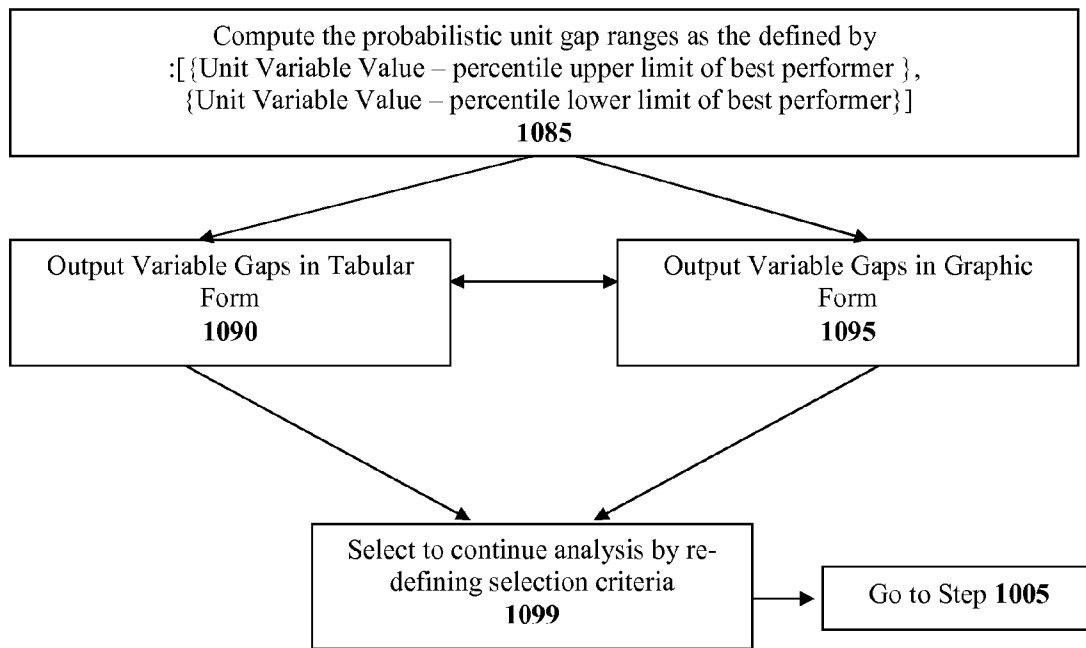 Compute the probabilistic unit gap ranges as the defined by
:[{Unit Variable Value – percentile upper limit of best performer },
{Unit Variable Value – percentile lower limit of best performer}]
1085
Output Variable Gaps in Tabular
Form
1090
Output Variable Gaps in Graphic
Form
1095
Select to continue analysis by re-
defining selection criteria
1099
Go to Step 1005